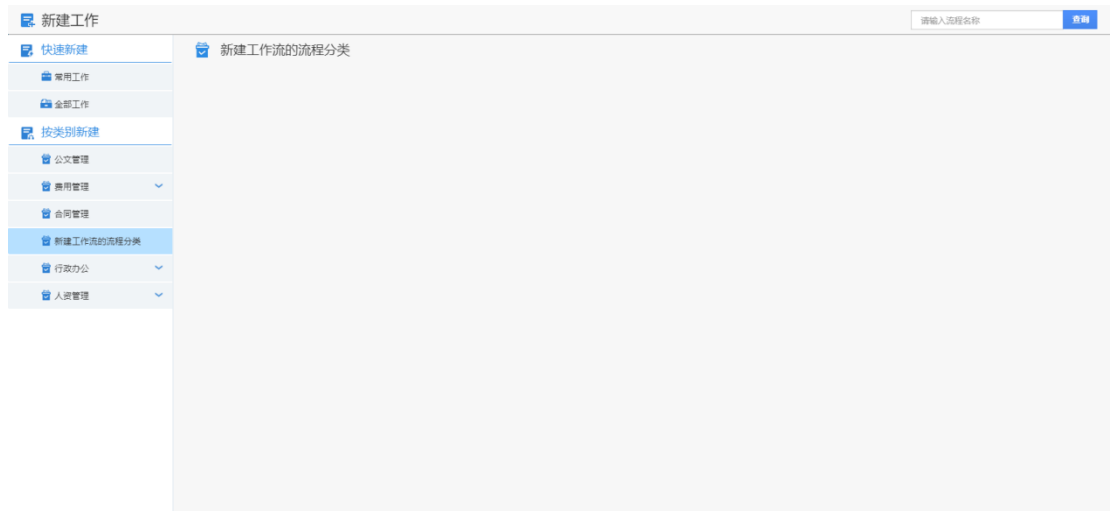 新建工作
请输入流程名称
查询
快速新建
新建工作流的流程分类
常用工作
全部工作
按类别新建
公文管理
费用管理
合同管理
新建工作流的流程分类
行政办公
人资管理